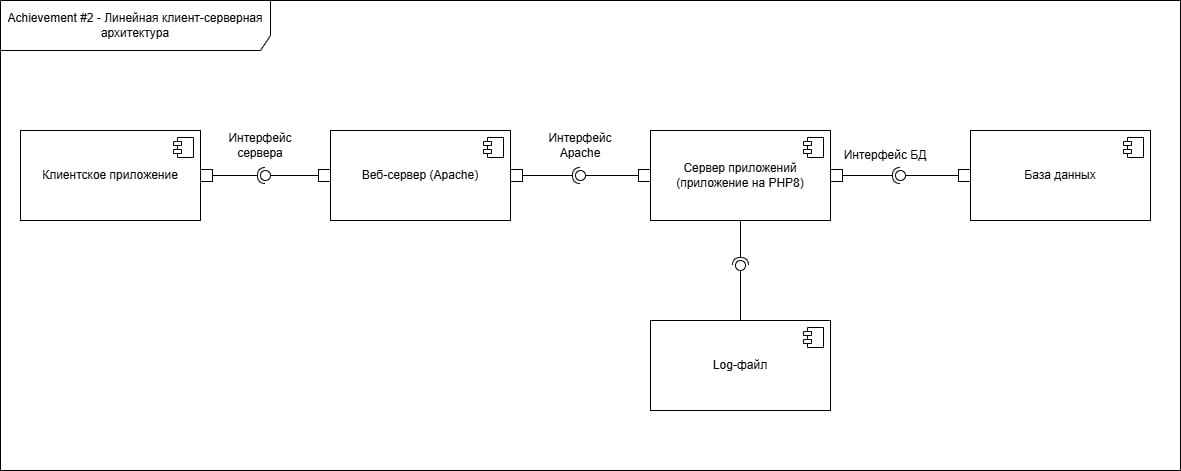 Achievement #2 - Линейная клиент-серверная
архитектура
Интерфейс
сервера
Интерфейс
Apache
Интерфейс БД
Клиентское приложение
Веб-сервер (Apache)
Сервер приложений
(приложение на PHP8)
База данных
Log-файл